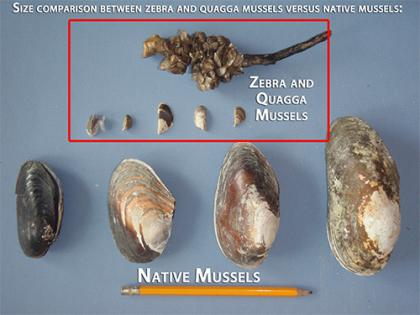 Size comparison between zebra and quagga mussels versus native mussels:
Zebra and
Quagga
Mussels
Native Mussels